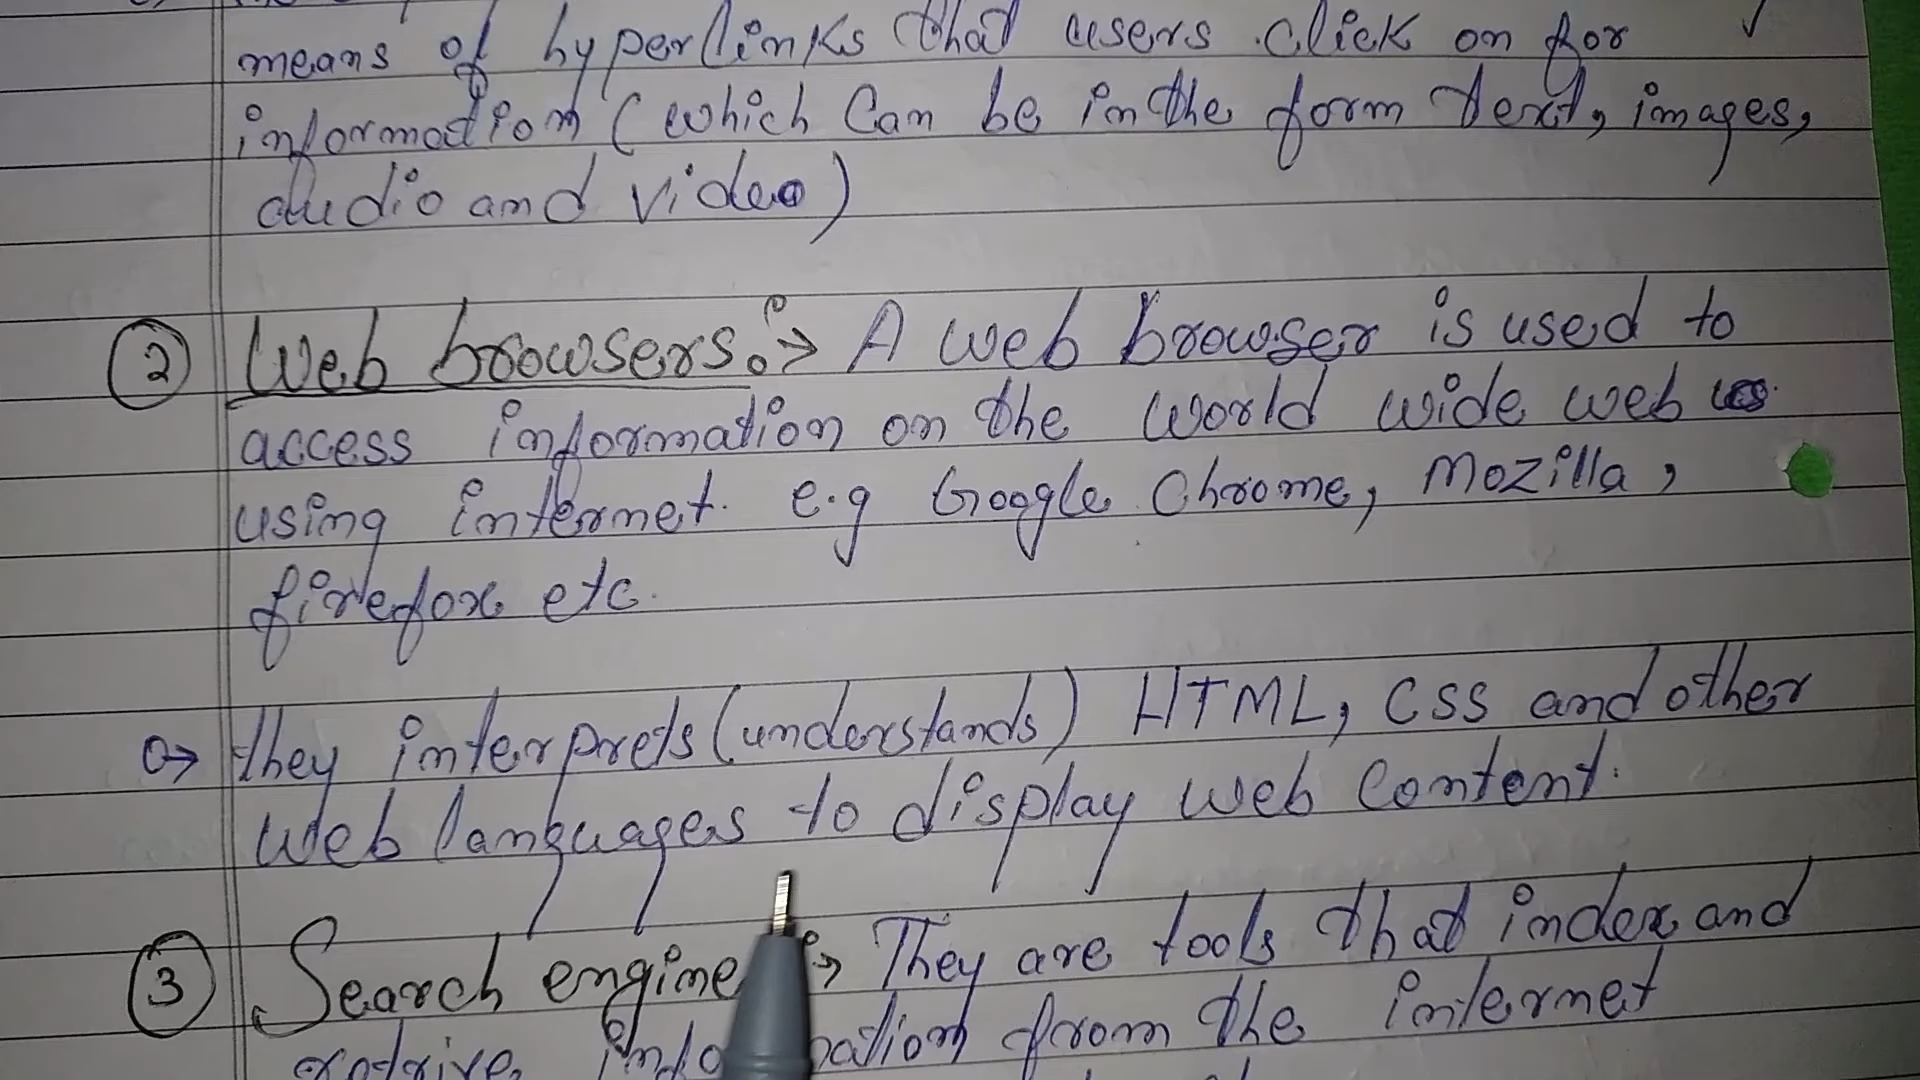 means of hyperlinks that users click on for
information (which can be in the form text, images,
audio and video)
② Web browsers :→ A web browser is used to
access information on the world wide web
using internet. e.g Google Chrome, Mozilla,
firefox etc.
→ they interprets (understands) HTML, CSS and other
web languages to display web content.
③ Search engine :→ They are tools that index and
from the internet